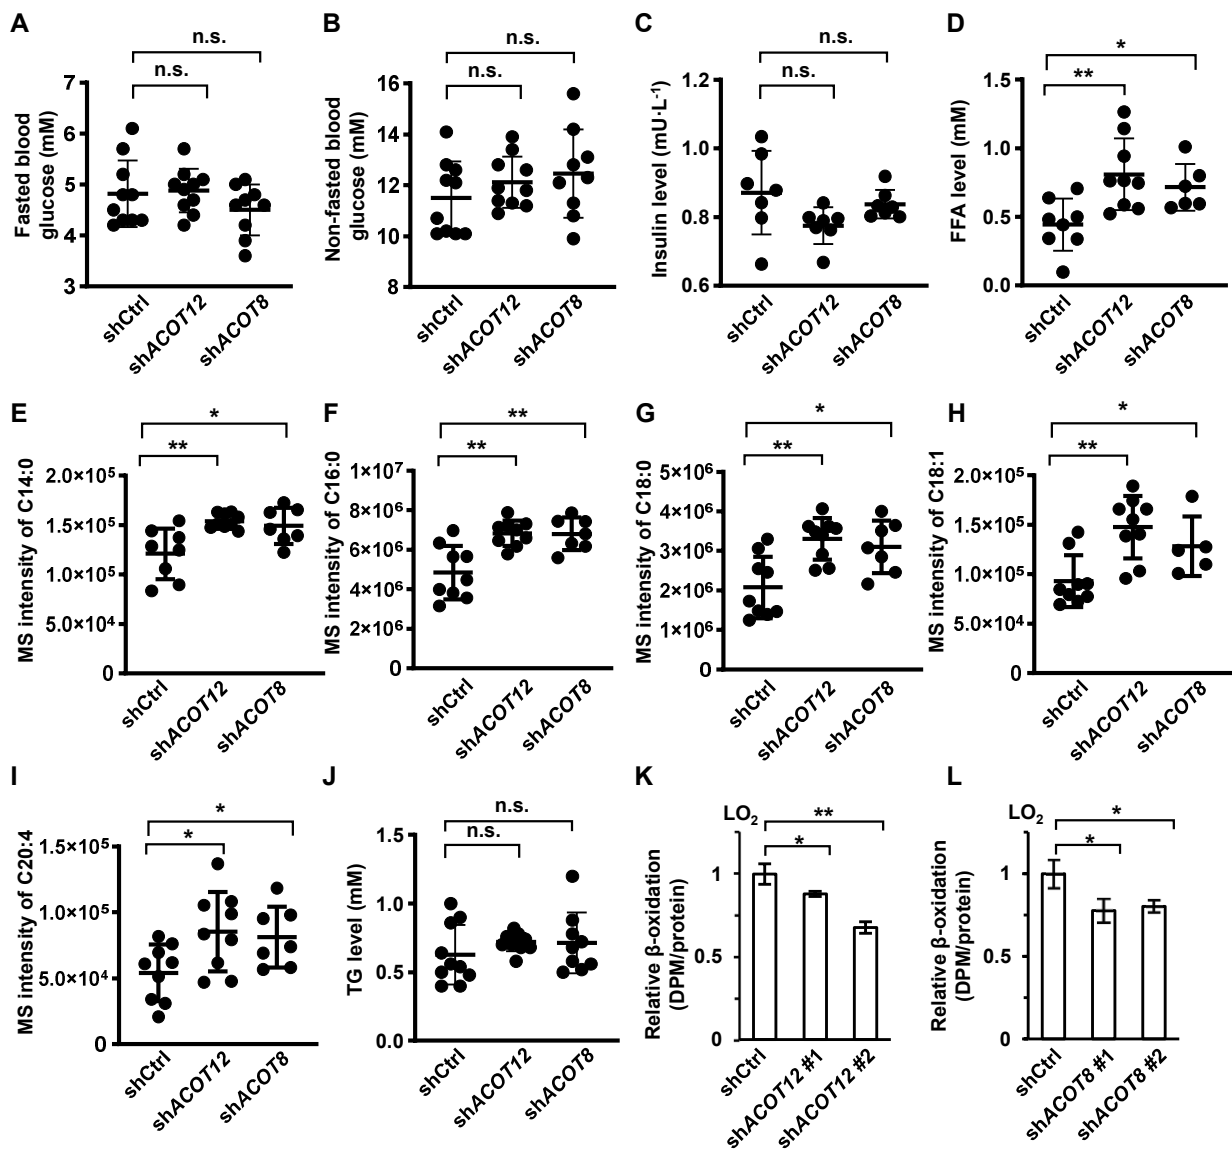 A
n.s.
n.s.
Fasted blood
glucose (mM)
7
6
5
4
3
shCtrl
shACOT12
shACOT8
B
n.s.
n.s.
Non-fasted blood
glucose (mM)
16
14
12
10
8
shCtrl
shACOT12
shACOT8
C
n.s.
n.s.
Insulin level (mU·L⁻¹)
1.2
1.0
0.8
0.6
shCtrl
shACOT12
shACOT8
D
*
**
FFA level (mM)
1.5
1.0
0.5
0.0
shCtrl
shACOT12
shACOT8
E
*
**
MS intensity of C14:0
2.0×10⁵
1.5×10⁵
1.0×10⁵
5.0×10⁴
0
shCtrl
shACOT12
shACOT8
F
**
**
MS intensity of C16:0
1×10⁷
8×10⁶
6×10⁶
4×10⁶
2×10⁶
0
shCtrl
shACOT12
shACOT8
G
*
**
MS intensity of C18:0
5×10⁶
4×10⁶
3×10⁶
2×10⁶
1×10⁶
0
shCtrl
shACOT12
shACOT8
H
*
**
MS intensity of C18:1
2.0×10⁵
1.5×10⁵
1.0×10⁵
5.0×10⁴
0
shCtrl
shACOT12
shACOT8
I
*
*
MS intensity of C20:4
1.5×10⁵
1.0×10⁵
5.0×10⁴
0
shCtrl
shACOT12
shACOT8
J
n.s.
n.s.
TG level (mM)
1.5
1.0
0.5
0.0
shCtrl
shACOT12
shACOT8
K
LO₂
**
*
Relative β-oxidation
(DPM/protein)
1
0.5
0
shCtrl
shACOT12 #1
shACOT12 #2
L
LO₂
*
*
Relative β-oxidation
(DPM/protein)
1
0.5
0
shCtrl
shACOT8 #1
shACOT8 #2